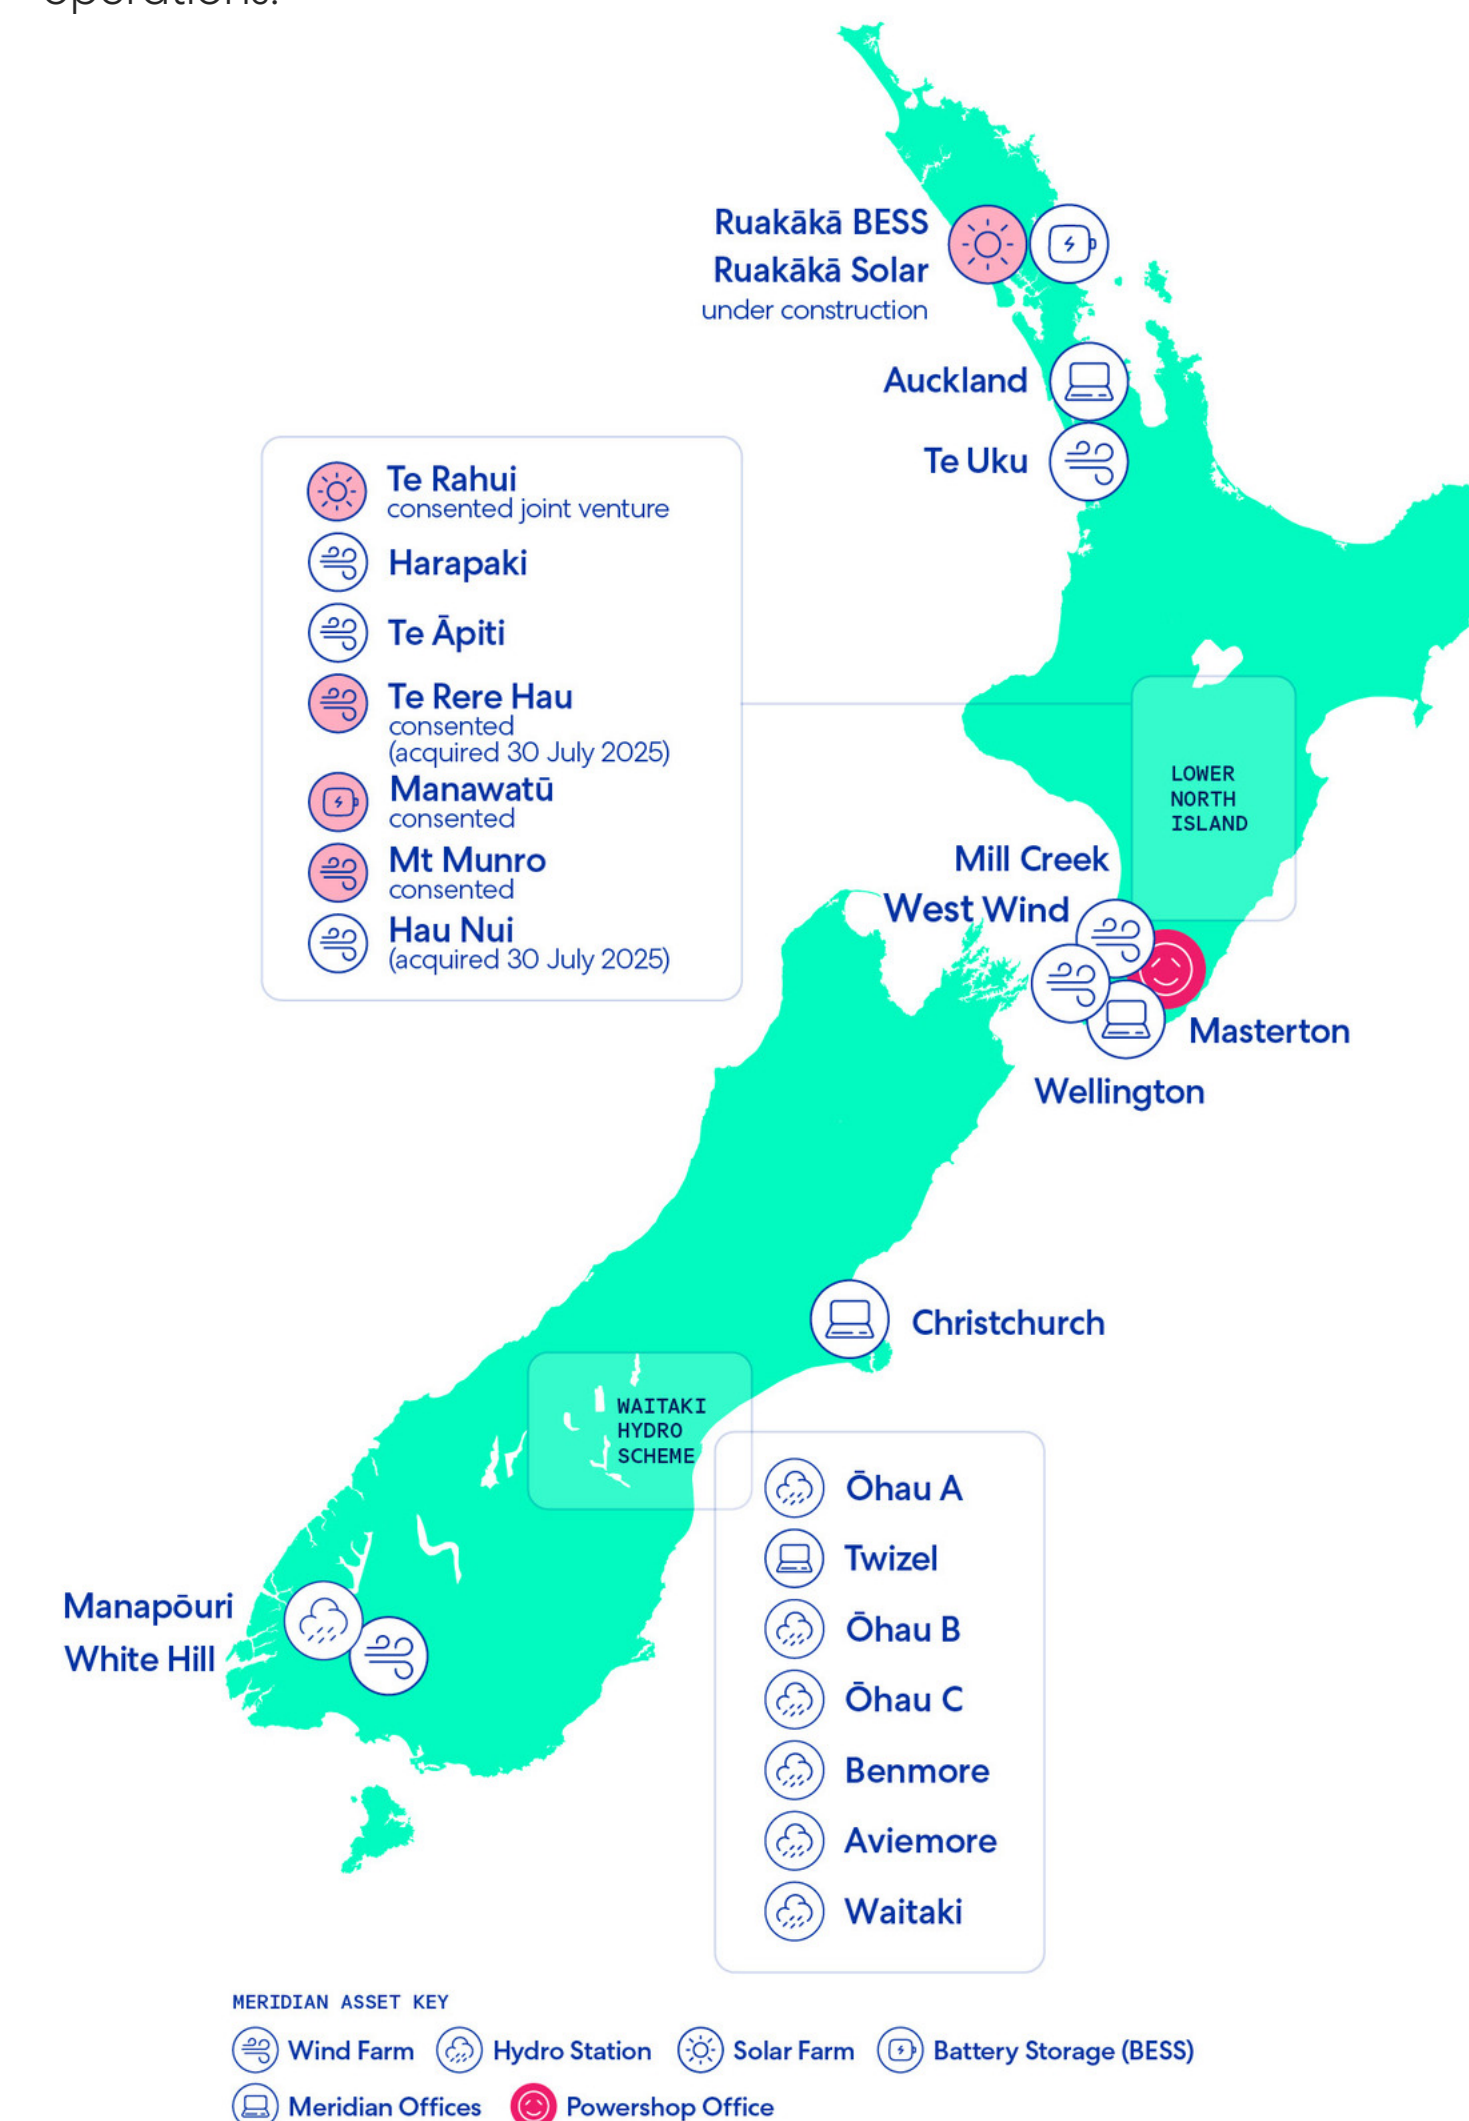 operations.
Ruakākā BESS
Ruakākā Solar
under construction
Auckland
Te Uku
Te Rahui
consented joint venture
Harapaki
Te Āpiti
Te Rere Hau
consented
(acquired 30 July 2025)
Manawatū
consented
Mt Munro
consented
Hau Nui
(acquired 30 July 2025)
LOWER
NORTH
ISLAND
Mill Creek
West Wind
Masterton
Wellington
Christchurch
WAITAKI
HYDRO
SCHEME
Ōhau A
Twizel
Ōhau B
Ōhau C
Benmore
Aviemore
Waitaki
Manapōuri
White Hill
MERIDIAN ASSET KEY
Wind Farm Hydro Station Solar Farm Battery Storage (BESS)
Meridian Offices Powershop Office